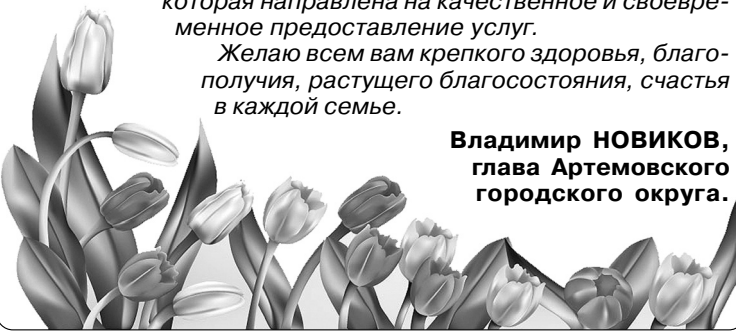 которая направлена на качественное и своевре-
менное предоставление услуг.
Желаю всем вам крепкого здоровья, благо-
получия, растущего благосостояния, счастья
в каждой семье.
Владимир НОВИКОВ,
глава Артемовского
городского округа.